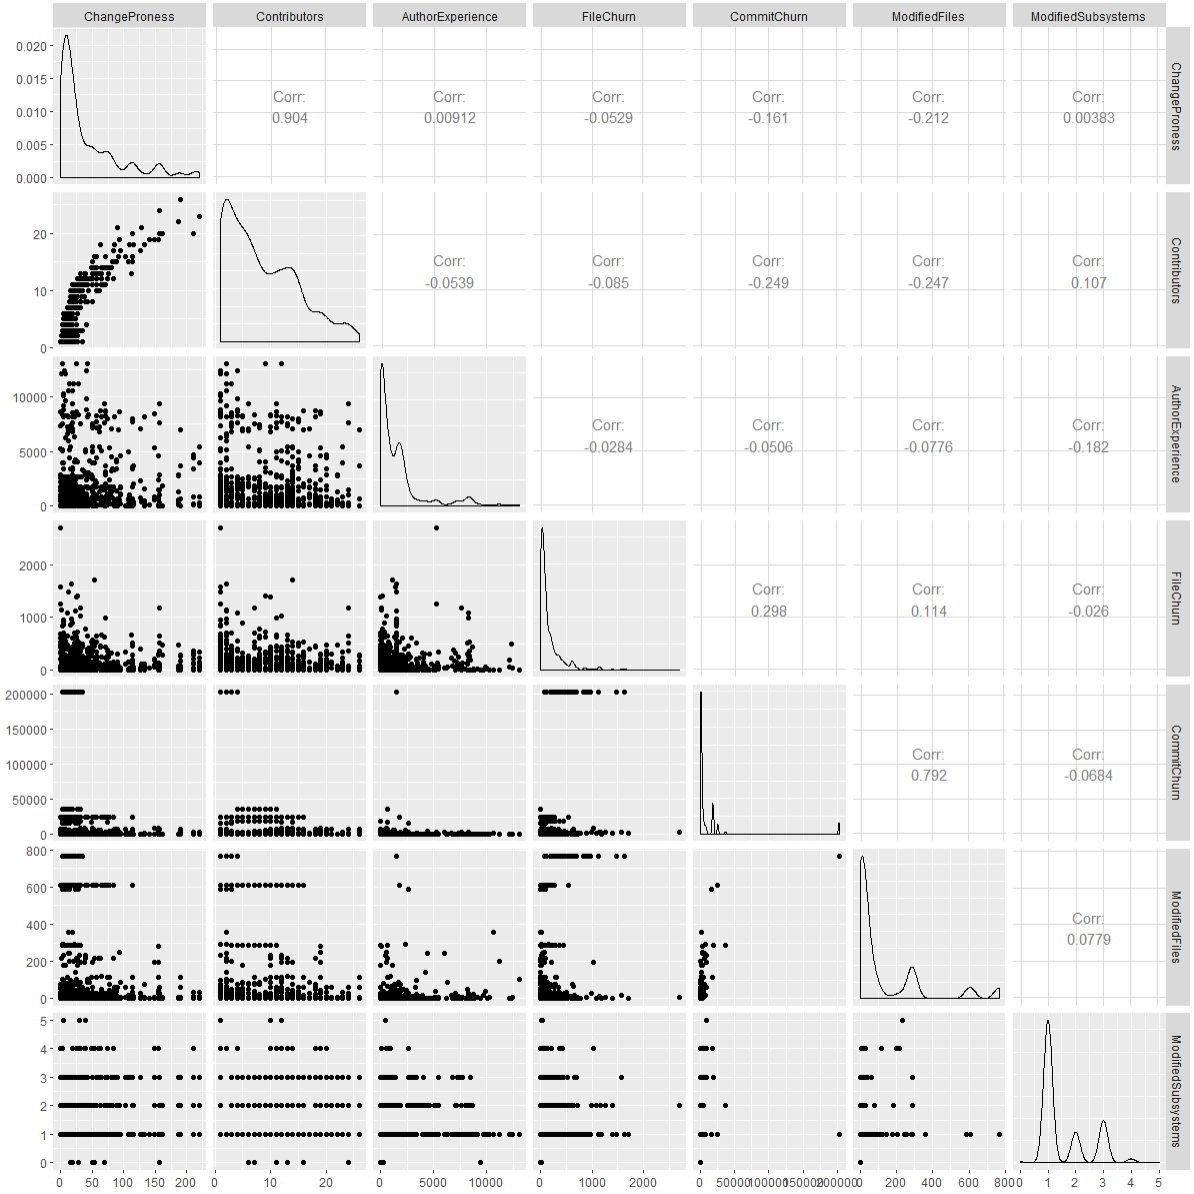 ChangeProness Contributors AuthorExperience FileChurn CommitChurn ModifiedFiles ModifiedSubsystems
0.020
0.015
0.010
0.005
0.000
Corr:
0.904
Corr:
0.00912
Corr:
-0.0529
Corr:
-0.161
Corr:
-0.212
Corr:
0.00383
ChangeProness
20
10
0
Corr:
-0.0539
Corr:
-0.085
Corr:
-0.249
Corr:
-0.247
Corr:
0.107
Contributors
10000
5000
0
Corr:
-0.0284
Corr:
-0.0506
Corr:
-0.0776
Corr:
-0.182
AuthorExperience
2000
1000
0
Corr:
0.298
Corr:
0.114
Corr:
-0.026
FileChurn
200000
150000
100000
50000
0
Corr:
0.792
Corr:
-0.0684
CommitChurn
800
600
400
200
0
Corr:
0.0779
ModifiedFiles
5
4
3
2
1
0
ModifiedSubsystems
0 50 100 150 200 0 10 20 0 5000 10000 0 1000 2000 0 50000 100000 150000 200000 0 200 400 600 800 0 1 2 3 4 5